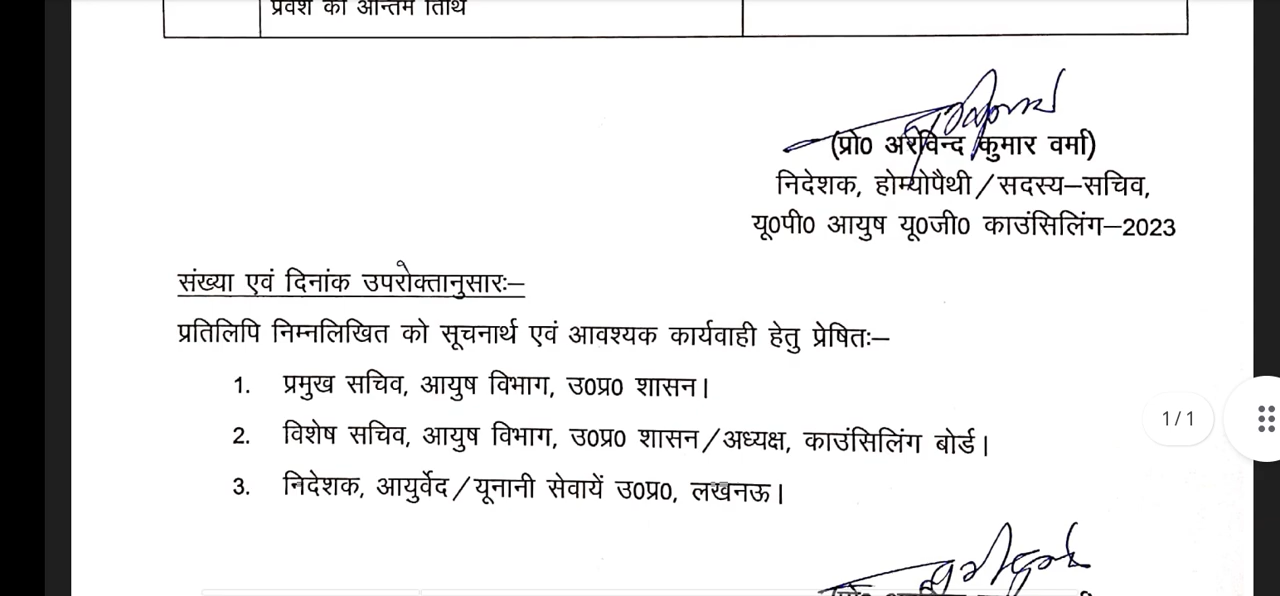 प्रवेश की अन्तिम तिथि
(प्रो0 अरविन्द कुमार वर्मा)
निदेशक, होम्योपैथी/सदस्य–सचिव,
यू0पी0 आयुष यू0जी0 काउंसिलिंग–2023
संख्या एवं दिनांक उपरोक्तानुसारः–
प्रतिलिपि निम्नलिखित को सूचनार्थ एवं आवश्यक कार्यवाही हेतु प्रेषितः–
1. प्रमुख सचिव, आयुष विभाग, उ0प्र0 शासन।
2. विशेष सचिव, आयुष विभाग, उ0प्र0 शासन/अध्यक्ष, काउंसिलिंग बोर्ड।
1/1
3. निदेशक, आयुर्वेद/यूनानी सेवायें उ0प्र0, लखनऊ।